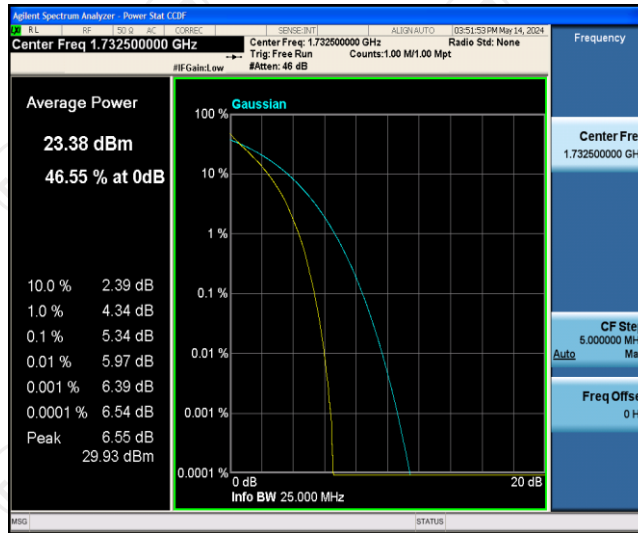 Agilent Spectrum Analyzer - Power Stat CCDF
RL RF 50 Ω AC CORREC SENSE:INT ALIGN AUTO 03:51:53 PM May 14, 2024
Center Freq 1.732500000 GHz
Center Freq: 1.732500000 GHz Radio Std: None
Trig: Free Run Counts:1.00 M/1.00 Mpt
#IFGain:Low #Atten: 46 dB
Frequency
Average Power
23.38 dBm
46.55 % at 0dB
10.0 % 2.39 dB
1.0 % 4.34 dB
0.1 % 5.34 dB
0.01 % 5.97 dB
0.001 % 6.39 dB
0.0001 % 6.54 dB
Peak 6.55 dB
29.93 dBm
Gaussian
100 %
10 %
1 %
0.1 %
0.01 %
0.001 %
0.0001 %
0 dB 20 dB
Info BW 25.000 MHz
Center Fre
1.732500000 GH
CF Ste
5.000000 MH
Auto Ma
Freq Offse
0 H
MSG STATUS